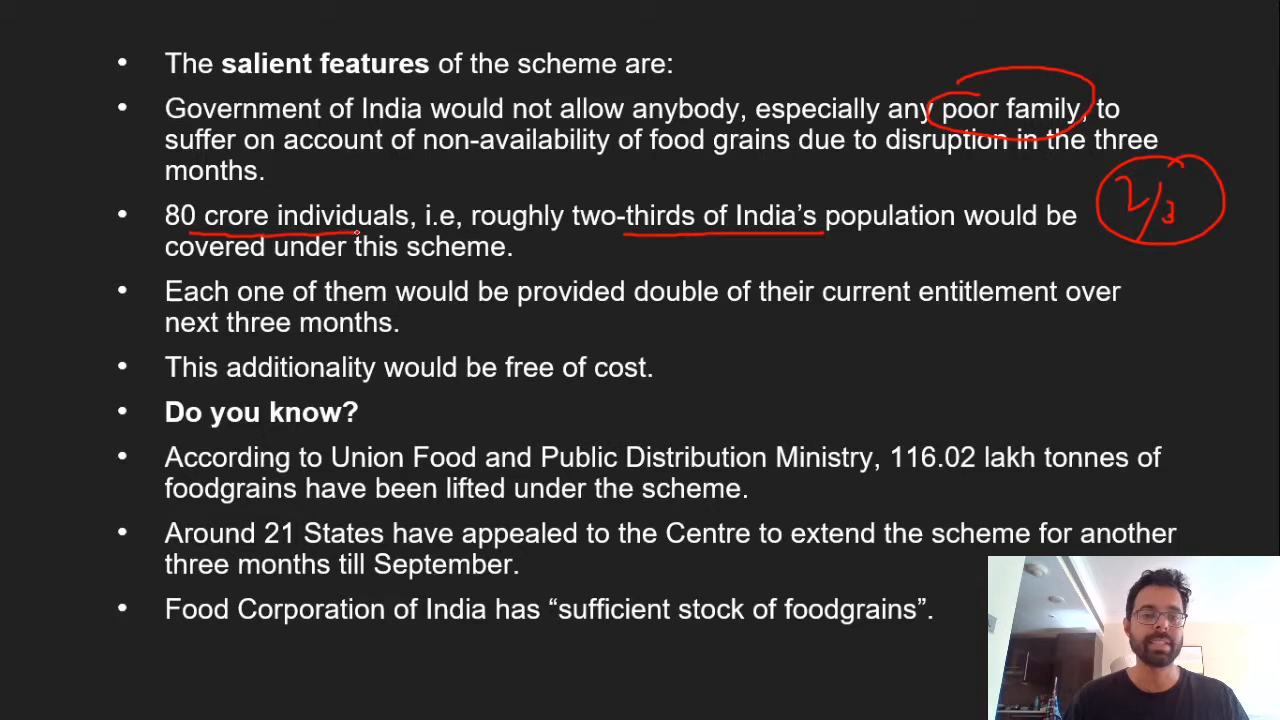 • The salient features of the scheme are:
• Government of India would not allow anybody, especially any poor family, to
suffer on account of non-availability of food grains due to disruption in the three
months.
2/3
• 80 crore individuals, i.e, roughly two-thirds of India's population would be
covered under this scheme.
• Each one of them would be provided double of their current entitlement over
next three months.
• This additionality would be free of cost.
• Do you know?
• According to Union Food and Public Distribution Ministry, 116.02 lakh tonnes of
foodgrains have been lifted under the scheme.
• Around 21 States have appealed to the Centre to extend the scheme for another
three months till September.
• Food Corporation of India has “sufficient stock of foodgrains”.